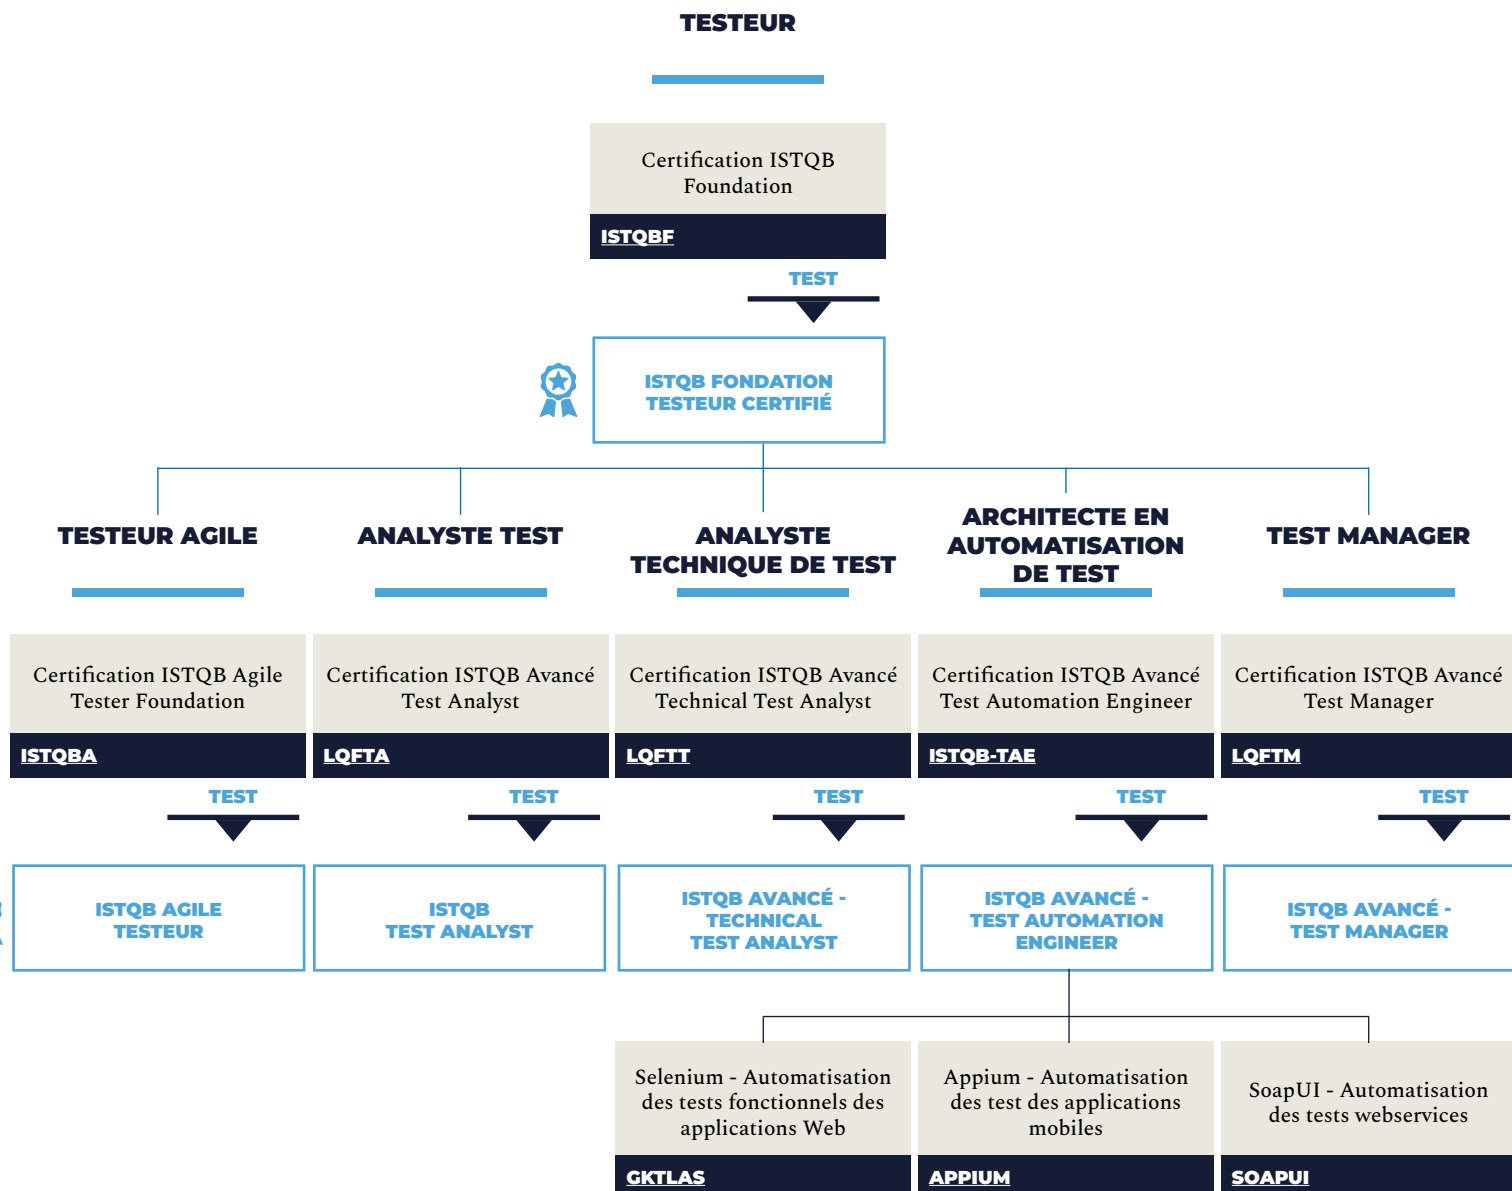 TESTEUR
Certification ISTQB
Foundation
ISTQBF
TEST
ISTQB FONDATION
TESTEUR CERTIFIÉ
TESTEUR AGILE
ANALYSTE TEST
ANALYSTE
TECHNIQUE DE TEST
ARCHITECTE EN
AUTOMATISATION
DE TEST
TEST MANAGER
Certification ISTQB Agile
Tester Foundation
ISTQBA
Certification ISTQB Avancé
Test Analyst
LQFTA
Certification ISTQB Avancé
Technical Test Analyst
LQFTT
Certification ISTQB Avancé
Test Automation Engineer
ISTQB-TAE
Certification ISTQB Avancé
Test Manager
LQFTM
TEST
TEST
TEST
TEST
TEST
ISTQB AGILE
TESTEUR
ISTQB
TEST ANALYST
ISTQB AVANCÉ -
TECHNICAL
TEST ANALYST
ISTQB AVANCÉ -
TEST AUTOMATION
ENGINEER
ISTQB AVANCÉ -
TEST MANAGER
Selenium - Automatisation
des tests fonctionnels des
applications Web
GKTLAS
Appium - Automatisation
des test des applications
mobiles
APPIUM
SoapUI - Automatisation
des tests webservices
SOAPUI